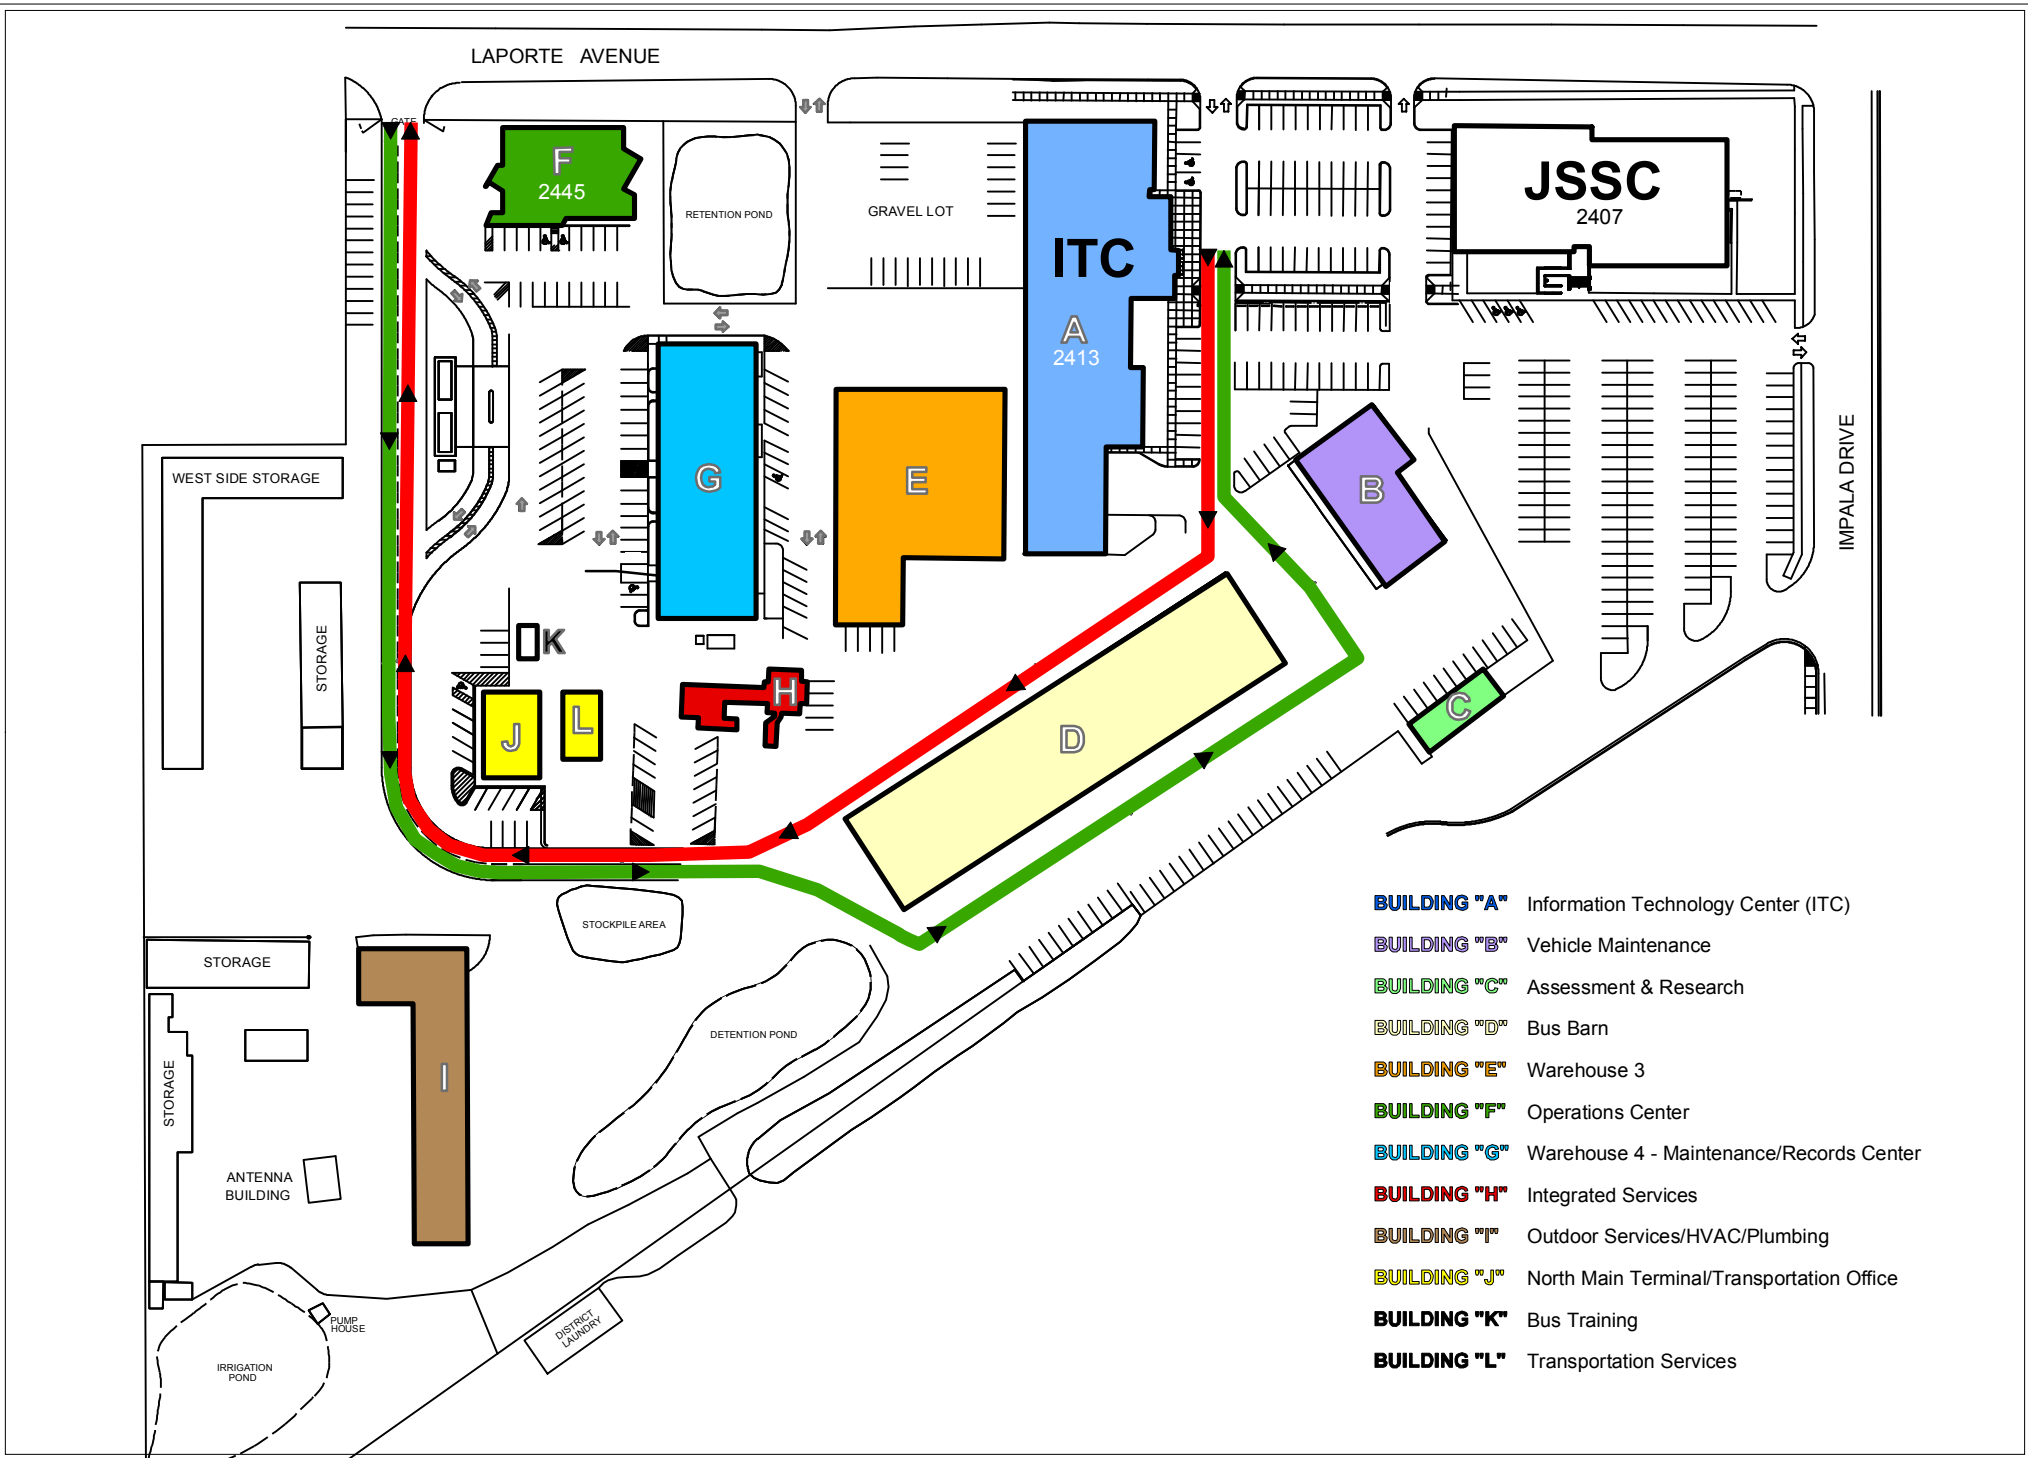 LAPORTE AVENUE
GATE
F
2445
RETENTION POND
GRAVEL LOT
ITC
A
2413
JSSC
2407
IMPALA DRIVE
WEST SIDE STORAGE
G
E
B
STORAGE
K
J
L
H
D
C
STOCKPILE AREA
STORAGE
I
DETENTION POND
STORAGE
ANTENNA
BUILDING
PUMP
HOUSE
DISTRICT
LAUNDRY
IRRIGATION
POND
BUILDING "A" Information Technology Center (ITC)
BUILDING "B" Vehicle Maintenance
BUILDING "C" Assessment & Research
BUILDING "D" Bus Barn
BUILDING "E" Warehouse 3
BUILDING "F" Operations Center
BUILDING "G" Warehouse 4 - Maintenance/Records Center
BUILDING "H" Integrated Services
BUILDING "I" Outdoor Services/HVAC/Plumbing
BUILDING "J" North Main Terminal/Transportation Office
BUILDING "K" Bus Training
BUILDING "L" Transportation Services